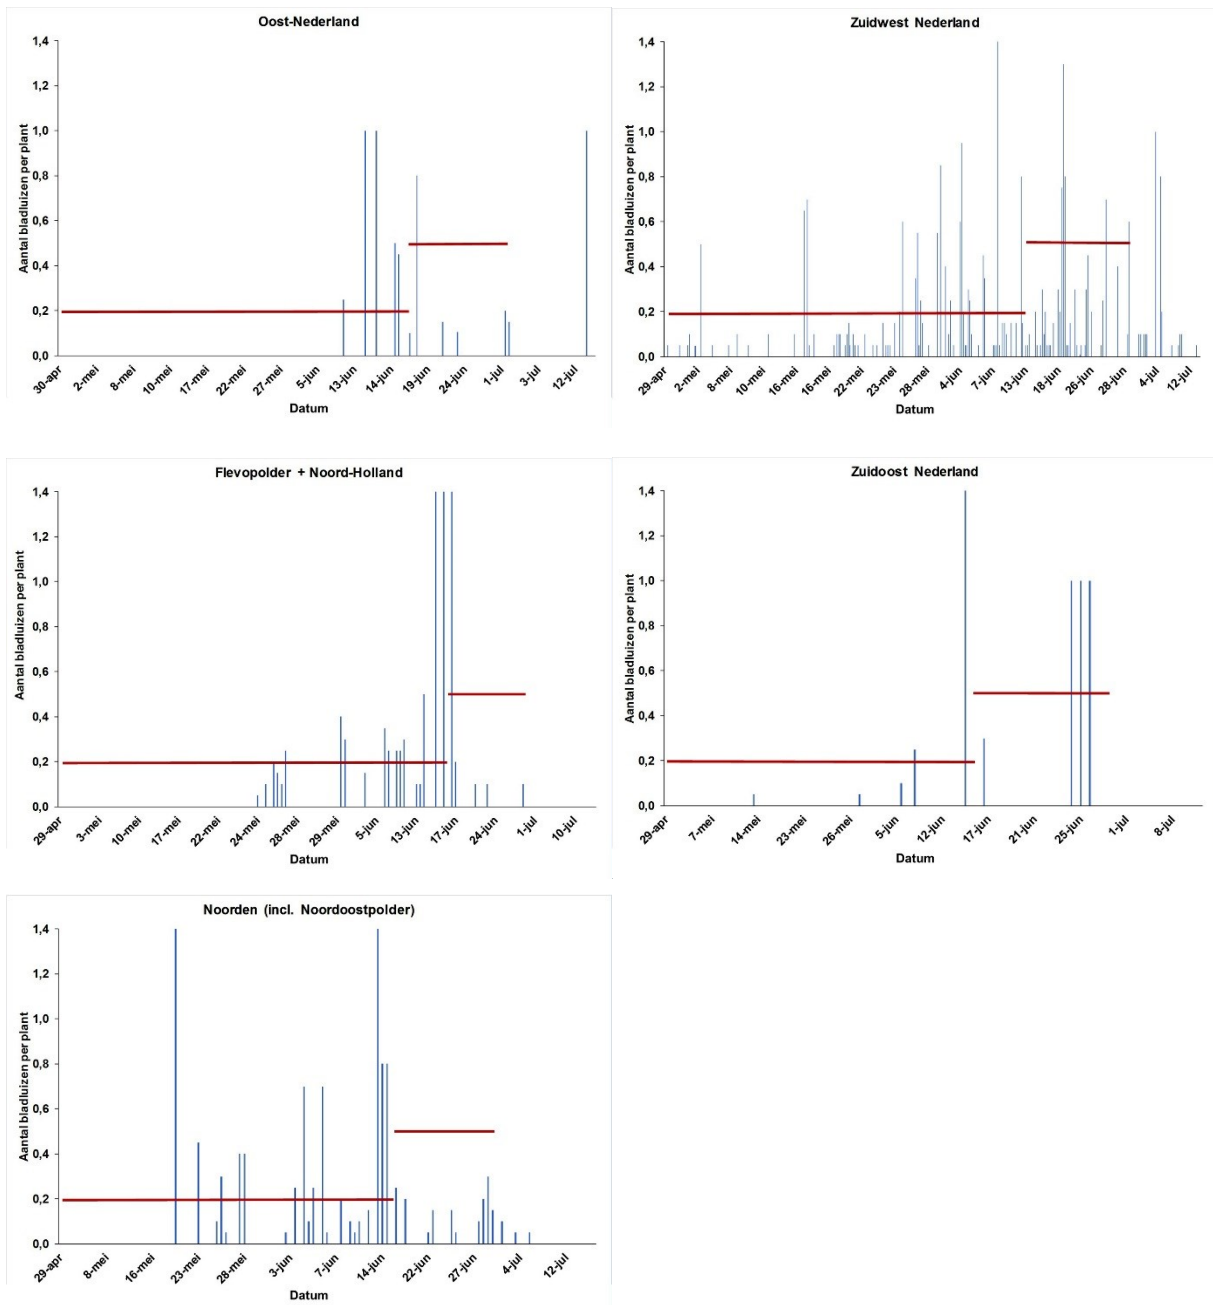 Oost-Nederland
Aantal bladluizen per plant
1,4
1,2
1,0
0,8
0,6
0,4
0,2
0,0
30-apr 2-mei 8-mei 10-mei 17-mei 22-mei 27-mei 5-jun 13-jun 14-jun 19-jun 24-jun 1-jul 3-jul 12-jul
Datum
Zuidwest Nederland
Aantal bladluizen per plant
1,4
1,2
1,0
0,8
0,6
0,4
0,2
0,0
29-apr 2-mei 8-mei 10-mei 16-mei 16-mei 22-mei 23-mei 28-mei 4-jun 7-jun 13-jun 18-jun 26-jun 28-jun 4-jul 12-jul
Datum
Flevopolder + Noord-Holland
Aantal bladluizen per plant
1,4
1,2
1,0
0,8
0,6
0,4
0,2
0,0
29-apr 3-mei 10-mei 17-mei 22-mei 24-mei 28-mei 29-mei 5-jun 13-jun 17-jun 24-jun 1-jul 10-jul
Datum
Zuidoost Nederland
Aantal bladluizen per plant
1,4
1,2
1,0
0,8
0,6
0,4
0,2
0,0
29-apr 7-mei 14-mei 23-mei 26-mei 5-jun 12-jun 17-jun 21-jun 25-jun 1-jul 8-jul
Datum
Noorden (incl. Noordoostpolder)
Aantal bladluizen per plant
1,4
1,2
1,0
0,8
0,6
0,4
0,2
0,0
29-apr 8-mei 16-mei 23-mei 28-mei 3-jun 7-jun 14-jun 22-jun 27-jun 4-jul 12-jul
Datum